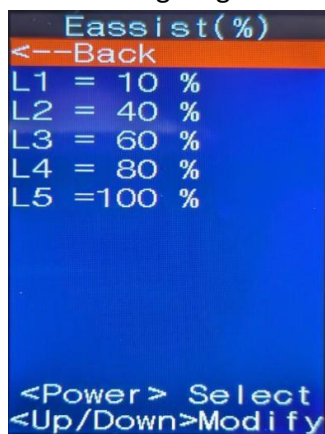 Eassist(%)
<--Back
L1 = 10 %
L2 = 40 %
L3 = 60 %
L4 = 80 %
L5 =100 %
<Power> Select
<Up/Down>Modify